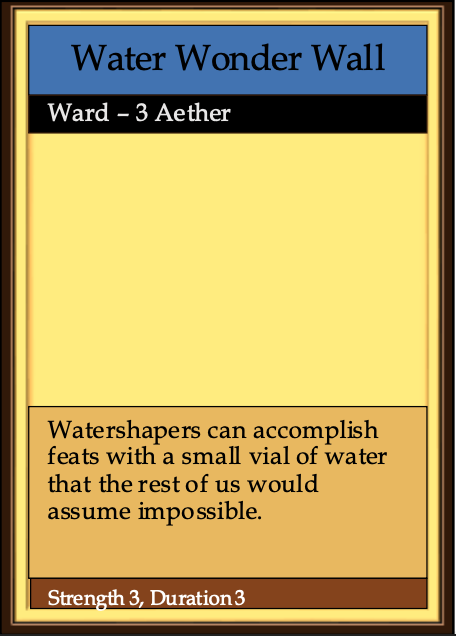 Water Wonder Wall
Ward – 3 Aether
Watershapers can accomplish
feats with a small vial of water
that the rest of us would
assume impossible.
Strength 3, Duration 3